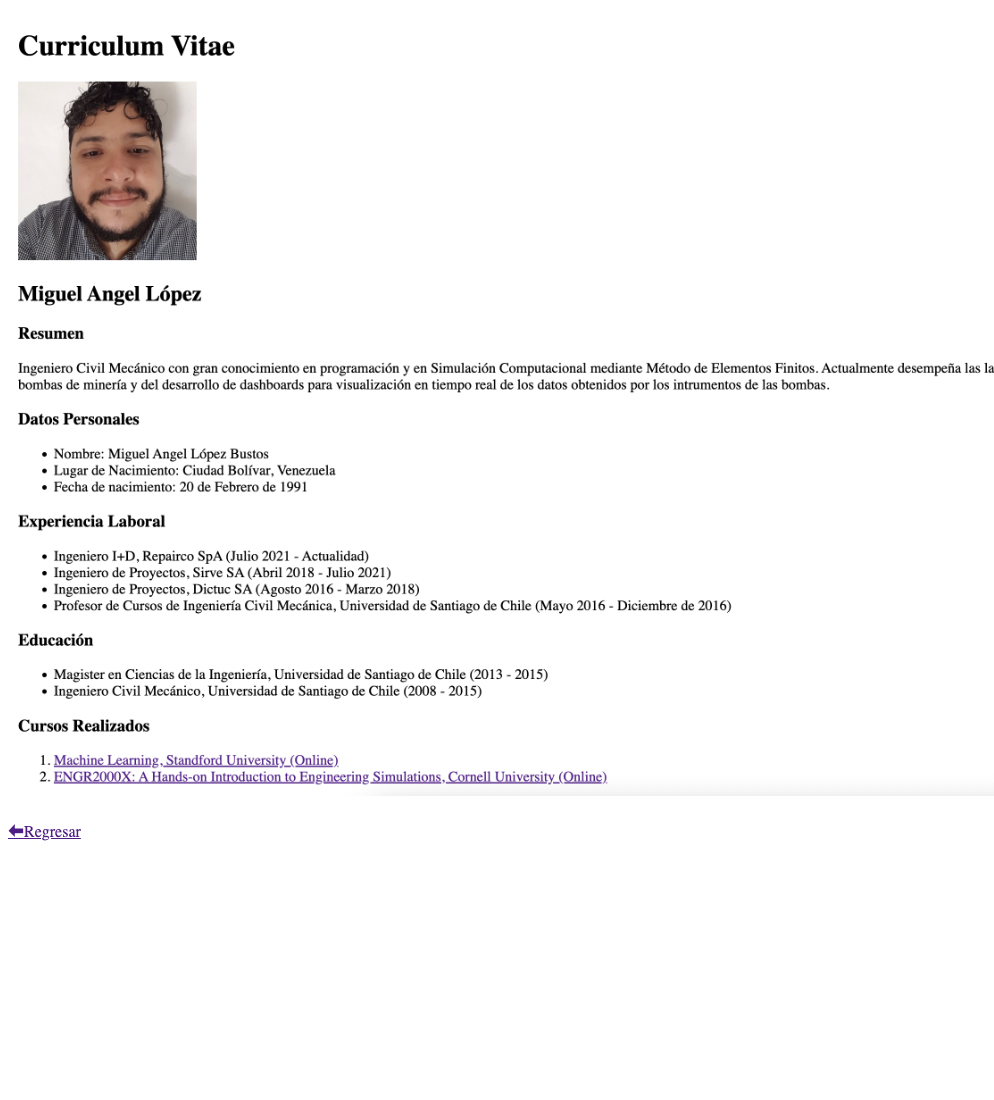 Curriculum Vitae
Miguel Angel López
Resumen
Ingeniero Civil Mecánico con gran conocimiento en programación y en Simulación Computacional mediante Método de Elementos Finitos. Actualmente desempeña las la
bombas de minería y del desarrollo de dashboards para visualización en tiempo real de los datos obtenidos por los intrumentos de las bombas.
Datos Personales
• Nombre: Miguel Angel López Bustos
• Lugar de Nacimiento: Ciudad Bolívar, Venezuela
• Fecha de nacimiento: 20 de Febrero de 1991
Experiencia Laboral
• Ingeniero I+D, Repairco SpA (Julio 2021 - Actualidad)
• Ingeniero de Proyectos, Sirve SA (Abril 2018 - Julio 2021)
• Ingeniero de Proyectos, Dictuc SA (Agosto 2016 - Marzo 2018)
• Profesor de Cursos de Ingeniería Civil Mecánica, Universidad de Santiago de Chile (Mayo 2016 - Diciembre de 2016)
Educación
• Magister en Ciencias de la Ingeniería, Universidad de Santiago de Chile (2013 - 2015)
• Ingeniero Civil Mecánico, Universidad de Santiago de Chile (2008 - 2015)
Cursos Realizados
1. Machine Learning, Standford University (Online)
2. ENGR2000X: A Hands-on Introduction to Engineering Simulations, Cornell University (Online)
⬅Regresar